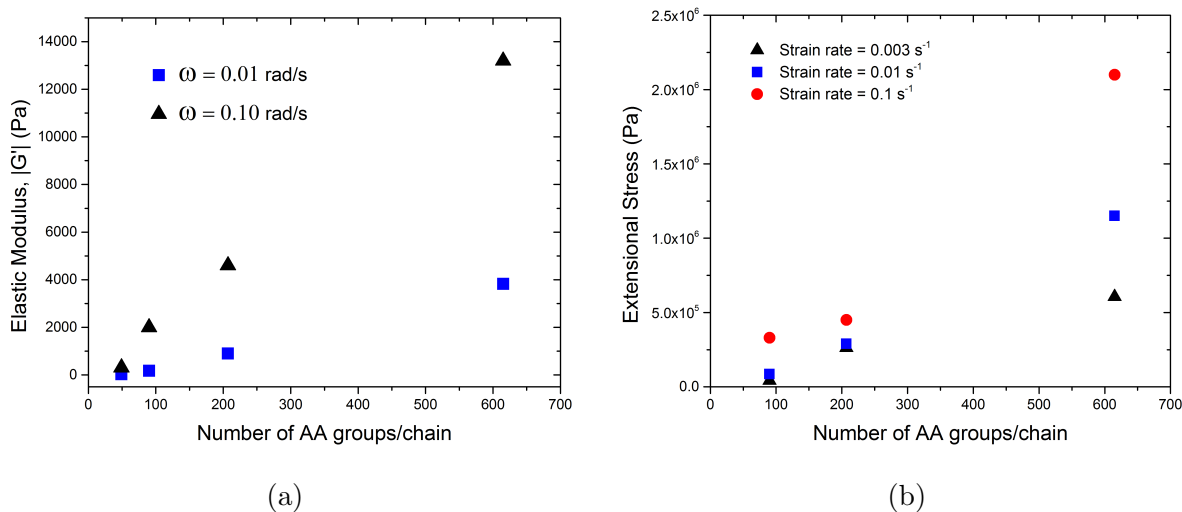 14000
12000
10000
8000
6000
4000
2000
0
Elastic Modulus, |G'| (Pa)
ω = 0.01 rad/s
ω = 0.10 rad/s
0 100 200 300 400 500 600 700
Number of AA groups/chain
(a)
2.5x10⁶
2.0x10⁶
1.5x10⁶
1.0x10⁶
5.0x10⁵
0.0
Extensional Stress (Pa)
Strain rate = 0.003 s⁻¹
Strain rate = 0.01 s⁻¹
Strain rate = 0.1 s⁻¹
0 100 200 300 400 500 600 700
Number of AA groups/chain
(b)